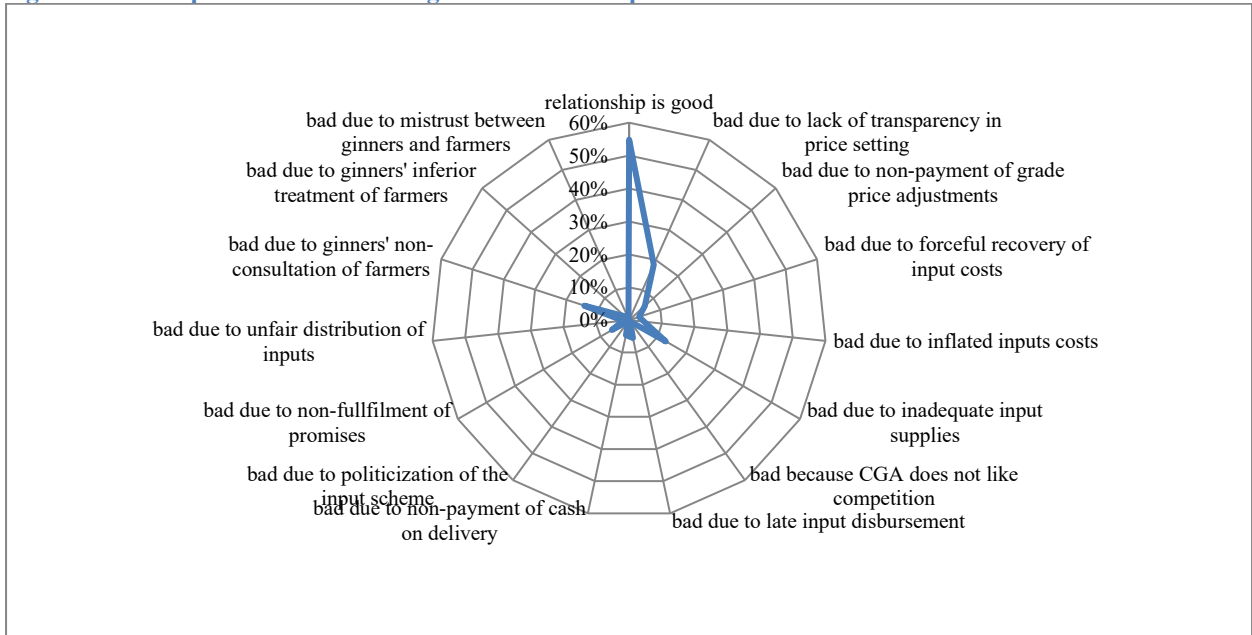 relationship is good
60%
50%
40%
30%
20%
10%
0%
bad due to lack of transparency in
price setting
bad due to non-payment of grade
price adjustments
bad due to forceful recovery of
input costs
bad due to inflated inputs costs
bad due to inadequate input
supplies
bad because CGA does not like
competition
bad due to late input disbursement
bad due to non-payment of cash
on delivery
bad due to politicization of the
input scheme
bad due to non-fullfilment of
promises
bad due to unfair distribution of
inputs
bad due to ginners' non-
consultation of farmers
bad due to ginners' inferior
treatment of farmers
bad due to mistrust between
ginners and farmers